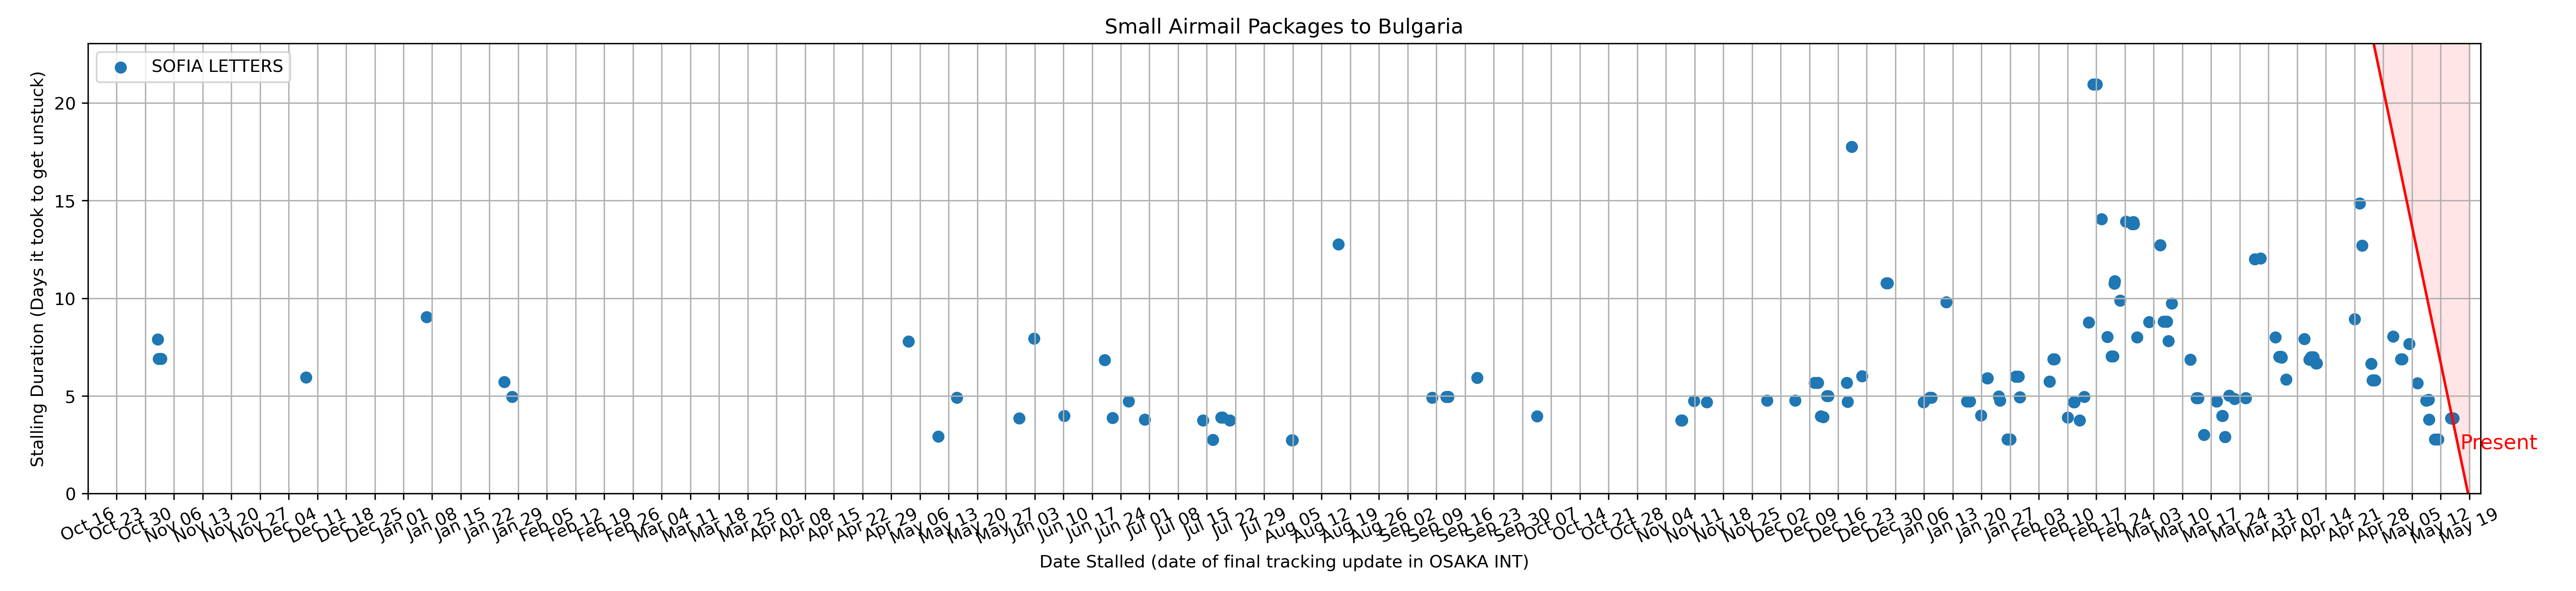 Small Airmail Packages to Bulgaria
SOFIA LETTERS
Stalling Duration (Days it took to get unstuck)
20
15
10
5
0
Present
Oct 16
Oct 23
Oct 30
Nov 06
Nov 13
Nov 20
Nov 27
Dec 04
Dec 11
Dec 18
Dec 25
Jan 01
Jan 08
Jan 15
Jan 22
Jan 29
Feb 05
Feb 12
Feb 19
Feb 26
Mar 04
Mar 11
Mar 18
Mar 25
Apr 01
Apr 08
Apr 15
Apr 22
Apr 29
May 06
May 13
May 20
May 27
Jun 03
Jun 10
Jun 17
Jun 24
Jul 01
Jul 08
Jul 15
Jul 22
Jul 29
Aug 05
Aug 12
Aug 19
Aug 26
Sep 02
Sep 09
Sep 16
Sep 23
Sep 30
Oct 07
Oct 14
Oct 21
Oct 28
Nov 04
Nov 11
Nov 18
Nov 25
Dec 02
Dec 09
Dec 16
Dec 23
Dec 30
Jan 06
Jan 13
Jan 20
Jan 27
Feb 03
Feb 10
Feb 17
Feb 24
Mar 03
Mar 10
Mar 17
Mar 24
Mar 31
Apr 07
Apr 14
Apr 21
Apr 28
May 05
May 12
May 19
Date Stalled (date of final tracking update in OSAKA INT)